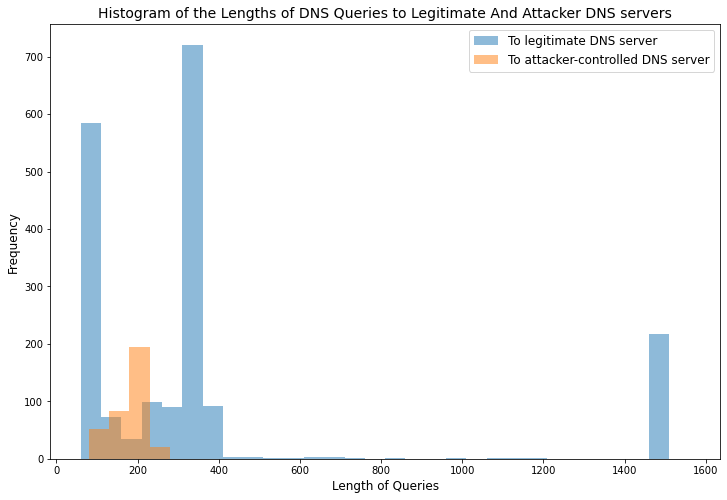 Histogram of the Lengths of DNS Queries to Legitimate And Attacker DNS servers
To legitimate DNS server
To attacker-controlled DNS server
Frequency
700
600
500
400
300
200
100
0
0 200 400 600 800 1000 1200 1400 1600
Length of Queries